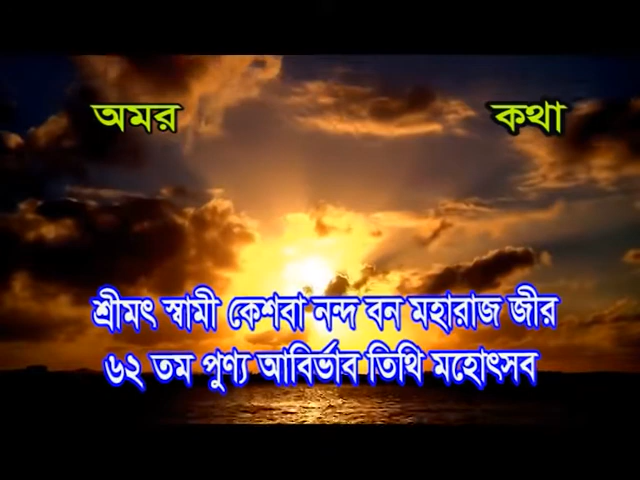 অমর কথা
শ্রীমৎ স্বামী কেশবা নন্দ বন মহারাজ জীর
৬২ তম পুণ্য আবির্ভাব তিথি মহোৎসব